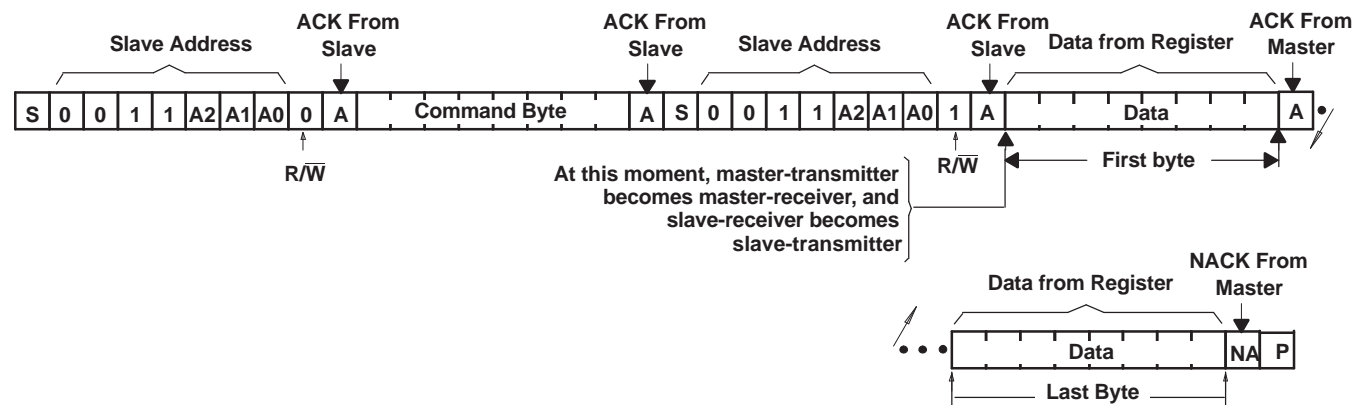 Slave Address
ACK From
Slave
ACK From
Slave
Slave Address
ACK From
Slave
Data from Register
ACK From
Master
S 0 0 1 1 A2 A1 A0 0 A Command Byte A S 0 0 1 1 A2 A1 A0 1 A Data A
R/W̅
R/W̅
First byte
At this moment, master-transmitter
becomes master-receiver, and
slave-receiver becomes
slave-transmitter
Data from Register
NACK From
Master
Data NA P
Last Byte